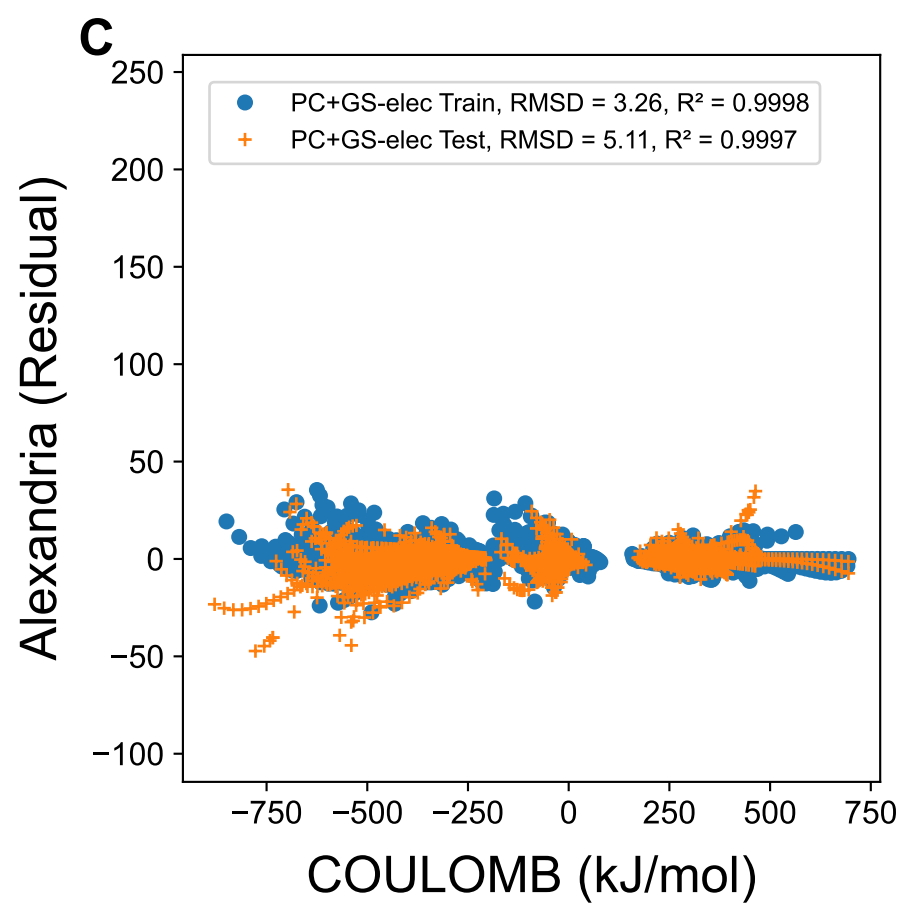 C
250
200
150
100
50
0
−50
−100
Alexandria (Residual)
PC+GS-elec Train, RMSD = 3.26, R² = 0.9998
PC+GS-elec Test, RMSD = 5.11, R² = 0.9997
−750 −500 −250 0 250 500 750
COULOMB (kJ/mol)